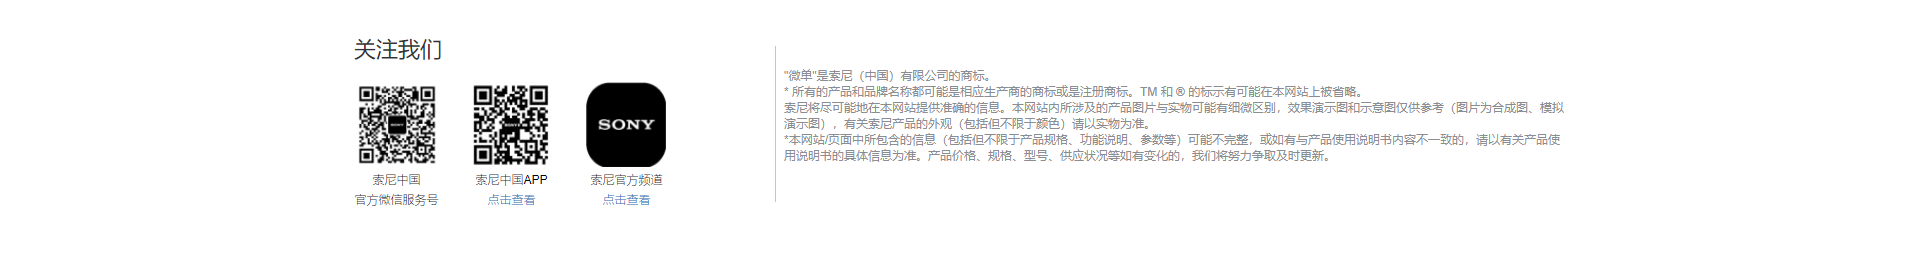 关注我们
SONY
索尼中国
官方微信服务号
索尼中国APP
点击查看
索尼官方频道
点击查看
"微单"是索尼（中国）有限公司的商标。
* 所有的产品和品牌名称都可能是相应生产商的商标或是注册商标。TM 和 ® 的标示有可能在本网站上被省略。
索尼将尽可能地在本网站提供准确的信息。本网站内所涉及的产品图片与实物可能有细微区别，效果演示图和示意图仅供参考（图片为合成图、模拟
演示图），有关索尼产品的外观（包括但不限于颜色）请以实物为准。
*本网站/页面中所包含的信息（包括但不限于产品规格、功能说明、参数等）可能不完整，或如有与产品使用说明书内容不一致的，请以有关产品使
用说明书的具体信息为准。产品价格、规格、型号、供应状况等如有变化的，我们将努力争取及时更新。